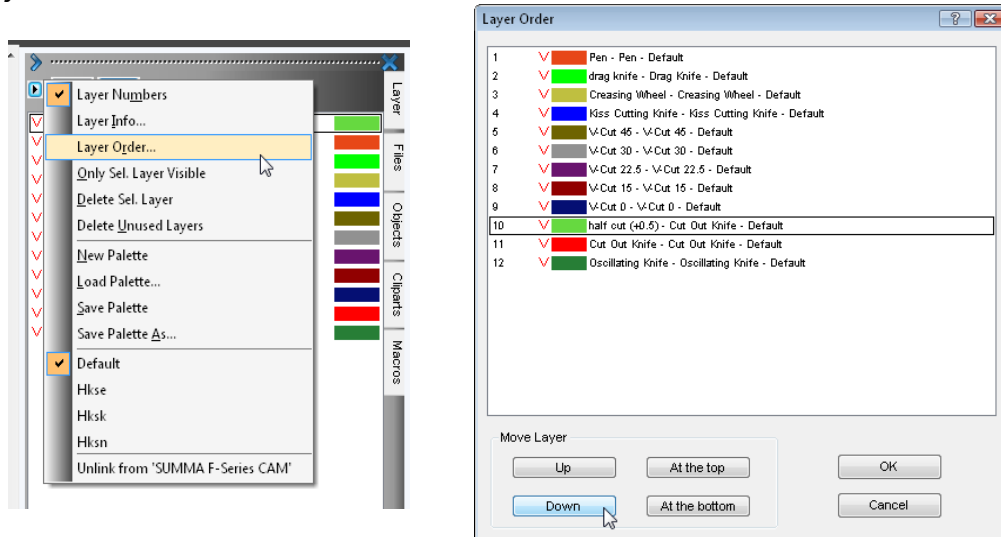 Layer Numbers
Layer Info...
Layer Order...
Only Sel. Layer Visible
Delete Sel. Layer
Delete Unused Layers
New Palette
Load Palette...
Save Palette
Save Palette As...
Default
Hkse
Hksk
Hksn
Unlink from 'SUMMA F-Series CAM'
Layer
Files
Objects
Cliparts
Macros
Layer Order
1 Pen - Pen - Default
2 drag knife - Drag Knife - Default
3 Creasing Wheel - Creasing Wheel - Default
4 Kiss Cutting Knife - Kiss Cutting Knife - Default
5 V-Cut 45 - V-Cut 45 - Default
6 V-Cut 30 - V-Cut 30 - Default
7 V-Cut 22.5 - V-Cut 22.5 - Default
8 V-Cut 15 - V-Cut 15 - Default
9 V-Cut 0 - V-Cut 0 - Default
10 half cut (+0.5) - Cut Out Knife - Default
11 Cut Out Knife - Cut Out Knife - Default
12 Oscillating Knife - Oscillating Knife - Default
Move Layer
Up At the top OK
Down At the bottom Cancel